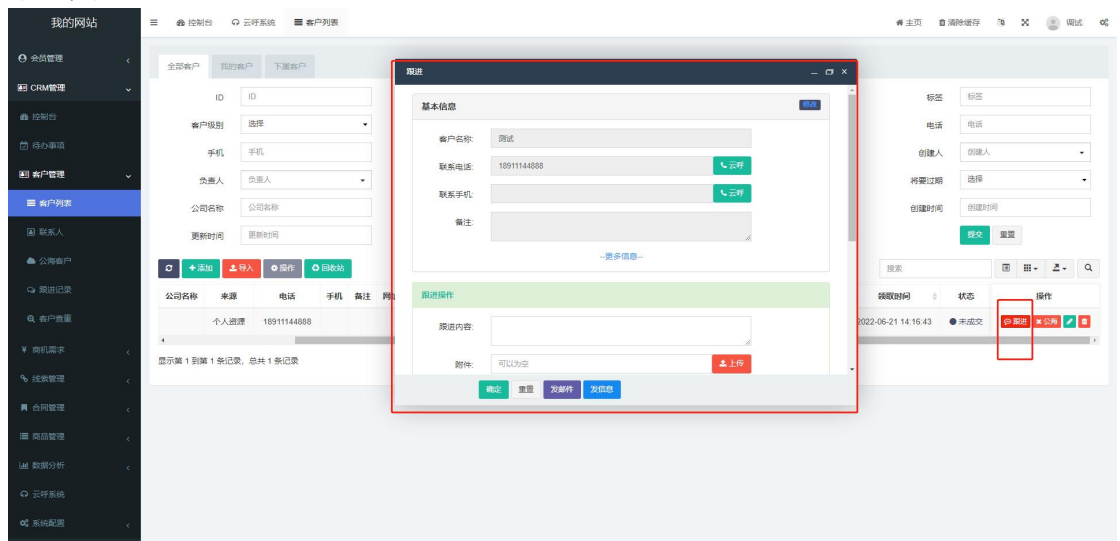 我的网站
控制台 云呼系统 客户列表
主页 清除缓存 调试
会员管理
CRM管理
控制台
待办事项
客户管理
客户列表
联系人
公海客户
跟进记录
客户查重
商机需求
线索管理
合同管理
商品管理
数据分析
云呼系统
系统配置
全部客户 我的客户 下属客户
ID ID
客户级别 选择
手机 手机
负责人 负责人
公司名称 公司名称
更新时间 更新时间
标签 标签
电话 电话
创建人 创建人
将要过期 选择
创建时间 创建时间
提交 重置
添加 导入 操作 回收站
搜索
公司名称 来源 电话 手机 备注 领取时间 状态 操作
个人资源 18911144888 2022-06-21 14:16:43 未成交 跟进 公海
显示第 1 到第 1 条记录，总共 1 条记录
跟进
基本信息 修改
客户名称: 测试
联系电话: 18911144888 云呼
联系手机: 云呼
备注:
--更多信息--
跟进操作
跟进内容:
附件: 可以为空 上传
确定 重置 发邮件 发信息